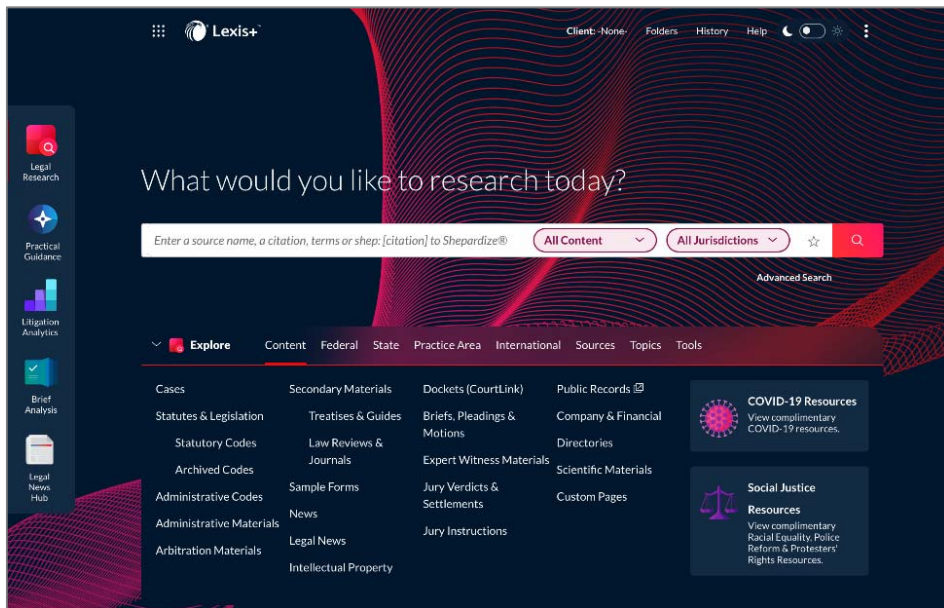 Lexis+™
Client: -None-
Folders
History
Help
Legal
Research
Practical
Guidance
Litigation
Analytics
Brief
Analysis
Legal
News
Hub
What would you like to research today?
Enter a source name, a citation, terms or shep: [citation] to Shepardize®
All Content
All Jurisdictions
Advanced Search
Explore
Content
Federal
State
Practice Area
International
Sources
Topics
Tools
Cases
Statutes & Legislation
Statutory Codes
Archived Codes
Administrative Codes
Administrative Materials
Arbitration Materials
Secondary Materials
Treatises & Guides
Law Reviews &
Journals
Sample Forms
News
Legal News
Intellectual Property
Dockets (CourtLink)
Briefs, Pleadings &
Motions
Expert Witness Materials
Jury Verdicts &
Settlements
Jury Instructions
Public Records
Company & Financial
Directories
Scientific Materials
Custom Pages
COVID-19 Resources
View complimentary
COVID-19 resources.
Social Justice
Resources
View complimentary
Racial Equality, Police
Reform & Protesters'
Rights Resources.